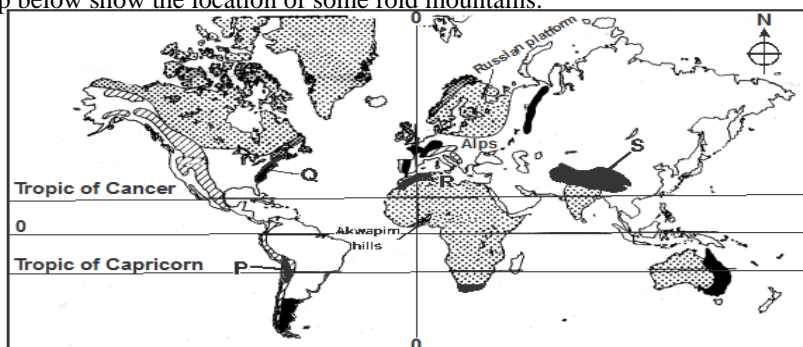 p below show the location of some fold mountains.
0
N
Russian platform
Alps
S
Q
R
Tropic of Cancer
Akwapim
hills
0
Tropic of Capricorn
P
0